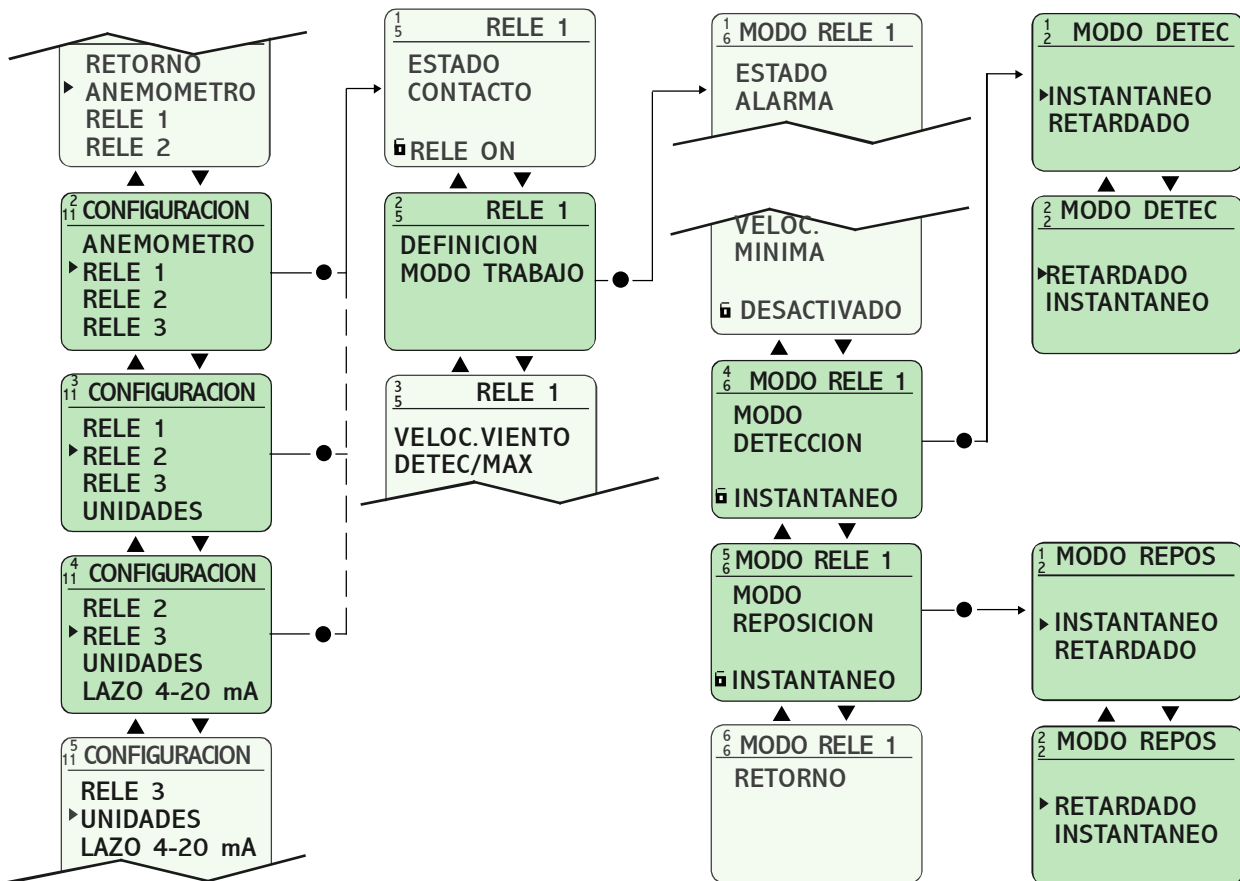 RETORNO
ANEMOMETRO
RELE 1
RELE 2
2
11 CONFIGURACION
ANEMOMETRO
RELE 1
RELE 2
RELE 3
3
11 CONFIGURACION
RELE 1
RELE 2
RELE 3
UNIDADES
4
11 CONFIGURACION
RELE 2
RELE 3
UNIDADES
LAZO 4-20 mA
5
11 CONFIGURACION
RELE 3
UNIDADES
LAZO 4-20 mA
1
5 RELE 1
ESTADO
CONTACTO
RELE ON
2
5 RELE 1
DEFINICION
MODO TRABAJO
3
5 RELE 1
VELOC.VIENTO
DETEC/MAX
1
6 MODO RELE 1
ESTADO
ALARMA
VELOC.
MINIMA
DESACTIVADO
4
6 MODO RELE 1
MODO
DETECCION
INSTANTANEO
5
6 MODO RELE 1
MODO
REPOSICION
INSTANTANEO
6
6 MODO RELE 1
RETORNO
1
2 MODO DETEC
INSTANTANEO
RETARDADO
2
2 MODO DETEC
RETARDADO
INSTANTANEO
1
2 MODO REPOS
INSTANTANEO
RETARDADO
2
2 MODO REPOS
RETARDADO
INSTANTANEO